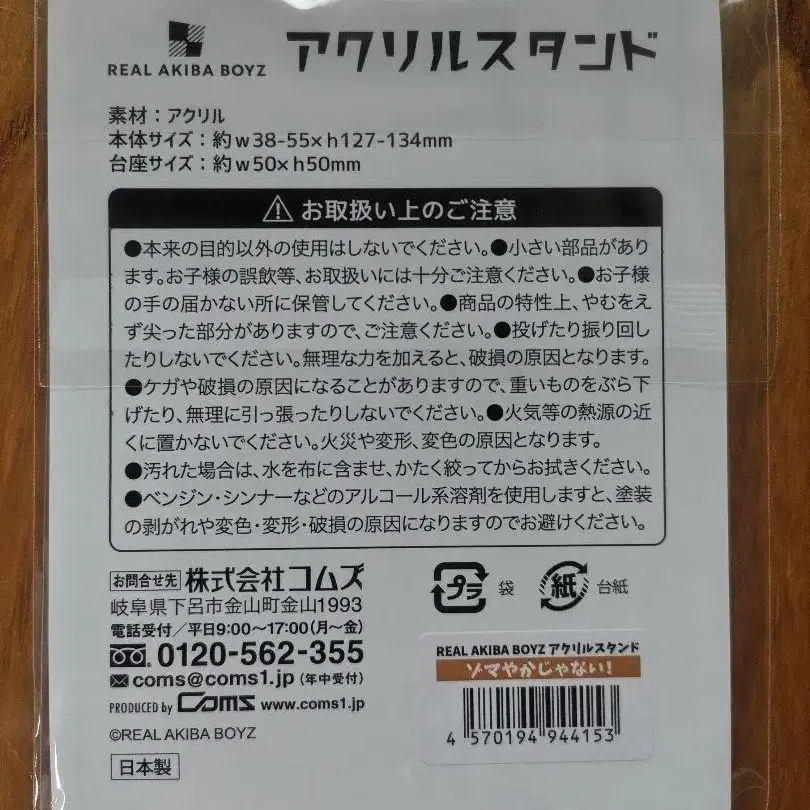 REAL AKIBA BOYZ アクリルスタンド
素材：アクリル
本体サイズ：約w38-55×h127-134mm
台座サイズ：約w50×h50mm
お取扱い上のご注意
●本来の目的以外の使用はしないでください。●小さい部品があり
ます。お子様の誤飲等、お取扱いには十分ご注意ください。●お子様
の手の届かない所に保管してください。●商品の特性上、やむをえ
ず尖った部分がありますので、ご注意ください。●投げたり振り回し
たりしないでください。無理な力を加えると、破損の原因となります。
●ケガや破損の原因になることがありますので、重いものをぶら下
げたり、無理に引っ張ったりしないでください。●火気等の熱源の近
くに置かないでください。火災や変形、変色の原因となります。
●汚れた場合は、水を布に含ませ、かたく絞ってからお拭きください。
●ベンジン・シンナーなどのアルコール系溶剤を使用しますと、塗装
の剥がれや変色・変形・破損の原因になりますのでお避けください。
お問合せ先 株式会社コムズ
岐阜県下呂市金山町金山1993
電話受付／平日9:00〜17:00(月〜金)
0120-562-355
coms@coms1.jp (年中受付)
PRODUCED by Coms www.coms1.jp
©REAL AKIBA BOYZ
日本製
プラ 袋 紙 台紙
REAL AKIBA BOYZ アクリルスタンド
ソマやかじゃない!
4 570194 944153